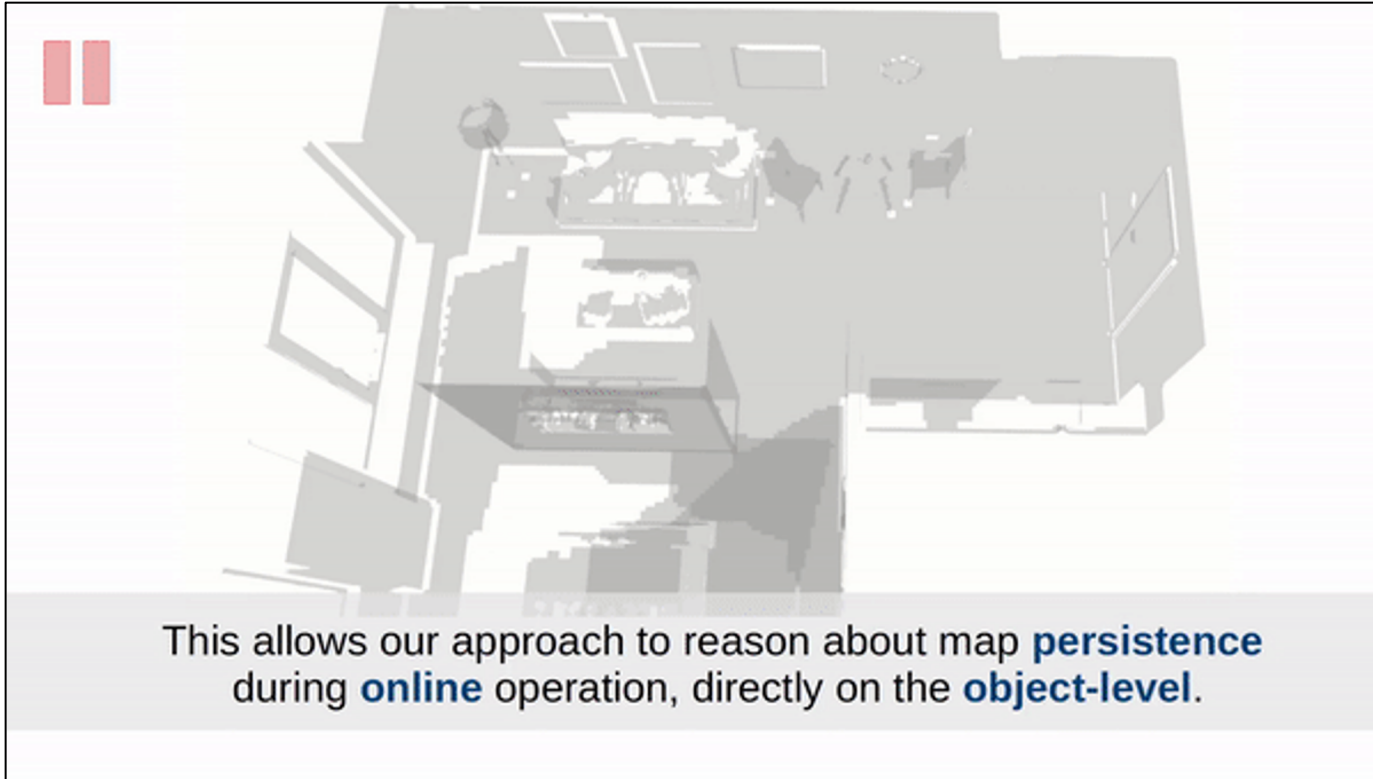 This allows our approach to reason about map persistence
during online operation, directly on the object-level.